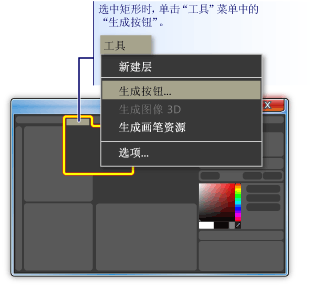 选中矩形时，单击“工具”菜单中的
“生成按钮”。
工具
新建层
生成按钮...
生成图像 3D
生成画笔资源
选项...
X